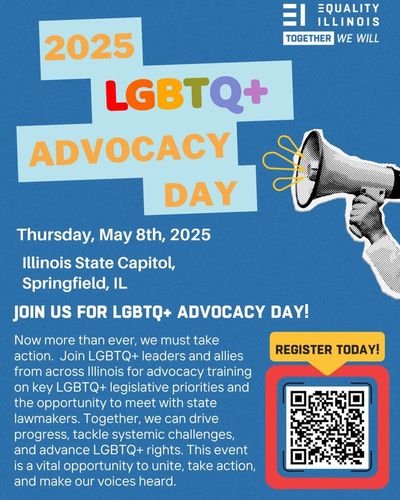 EQUALITY
ILLINOIS
TOGETHER WE WILL
2025
LGBTQ+
ADVOCACY
DAY
Thursday, May 8th, 2025
Illinois State Capitol,
Springfield, IL
JOIN US FOR LGBTQ+ ADVOCACY DAY!
Now more than ever, we must take
action. Join LGBTQ+ leaders and allies
from across Illinois for advocacy training
on key LGBTQ+ legislative priorities and
the opportunity to meet with state
lawmakers. Together, we can drive
progress, tackle systemic challenges,
and advance LGBTQ+ rights. This event
is a vital opportunity to unite, take action,
and make our voices heard.
REGISTER TODAY!